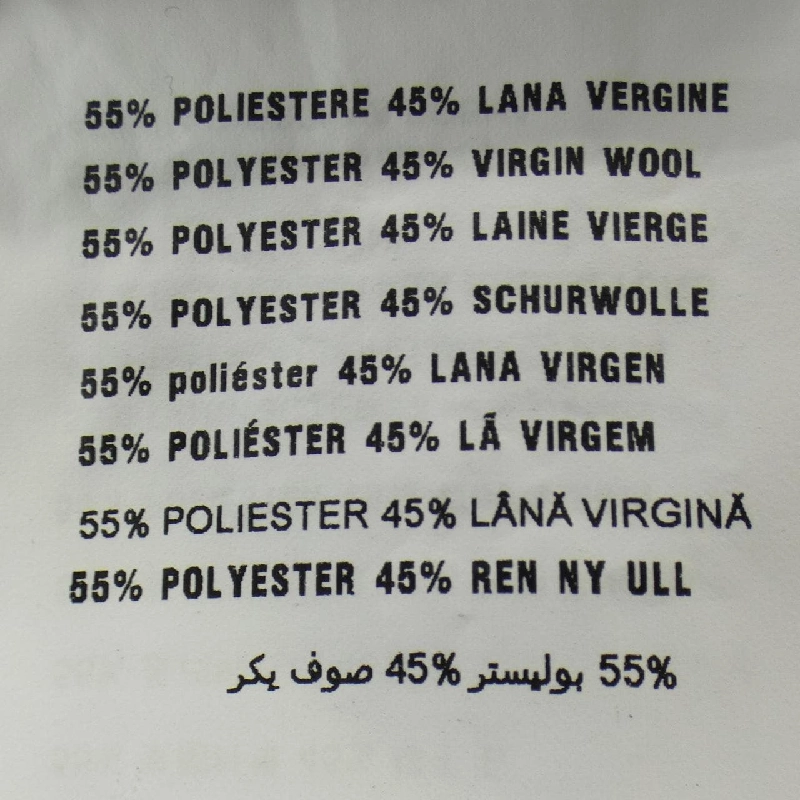 55% POLIESTERE 45% LANA VERGINE
55% POLYESTER 45% VIRGIN WOOL
55% POLYESTER 45% LAINE VIERGE
55% POLYESTER 45% SCHURWOLLE
55% poliéster 45% LANA VIRGEN
55% POLIÉSTER 45% LÃ VIRGEM
55% POLIESTER 45% LÂNĂ VIRGINĂ
55% POLYESTER 45% REN NY ULL
55% بوليستر 45% صوف بكر